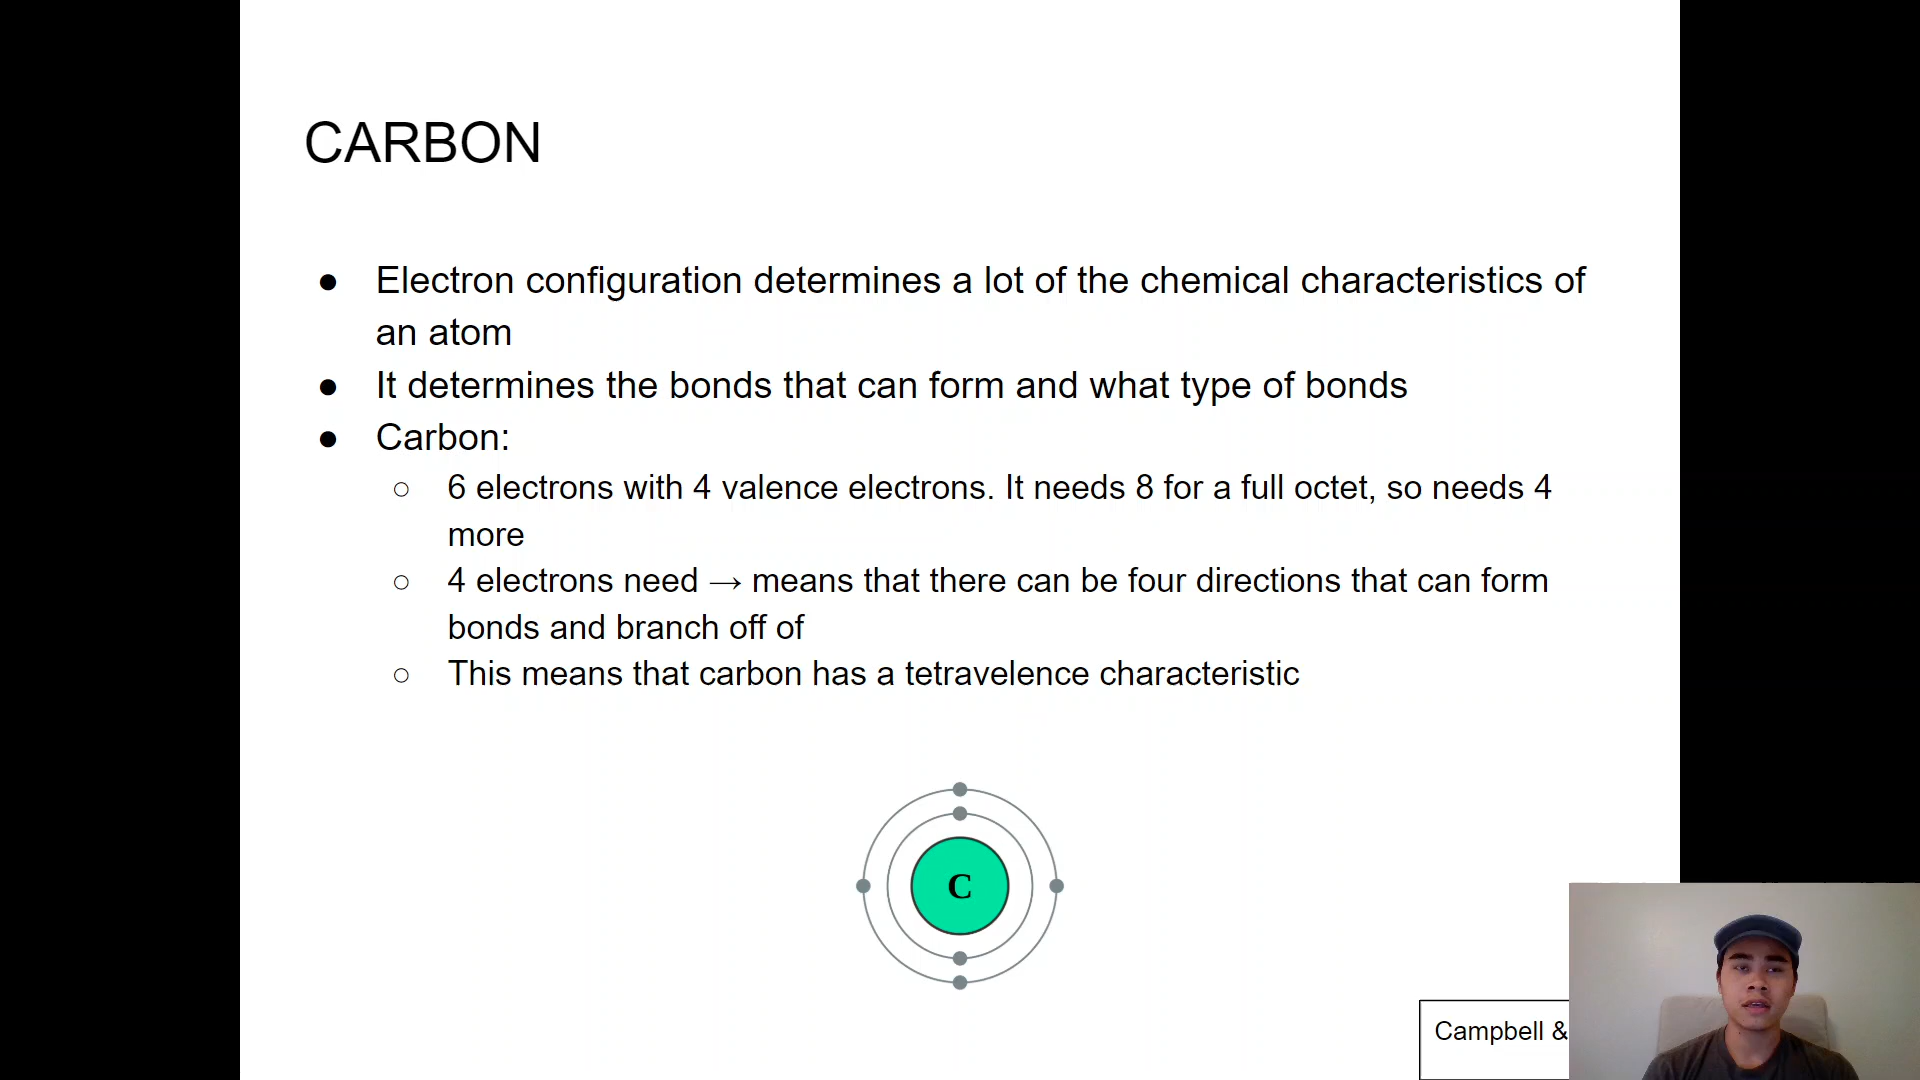 CARBON
● Electron configuration determines a lot of the chemical characteristics of
an atom
● It determines the bonds that can form and what type of bonds
● Carbon:
○ 6 electrons with 4 valence electrons. It needs 8 for a full octet, so needs 4
more
○ 4 electrons need → means that there can be four directions that can form
bonds and branch off of
○ This means that carbon has a tetravelence characteristic
C
Campbell &